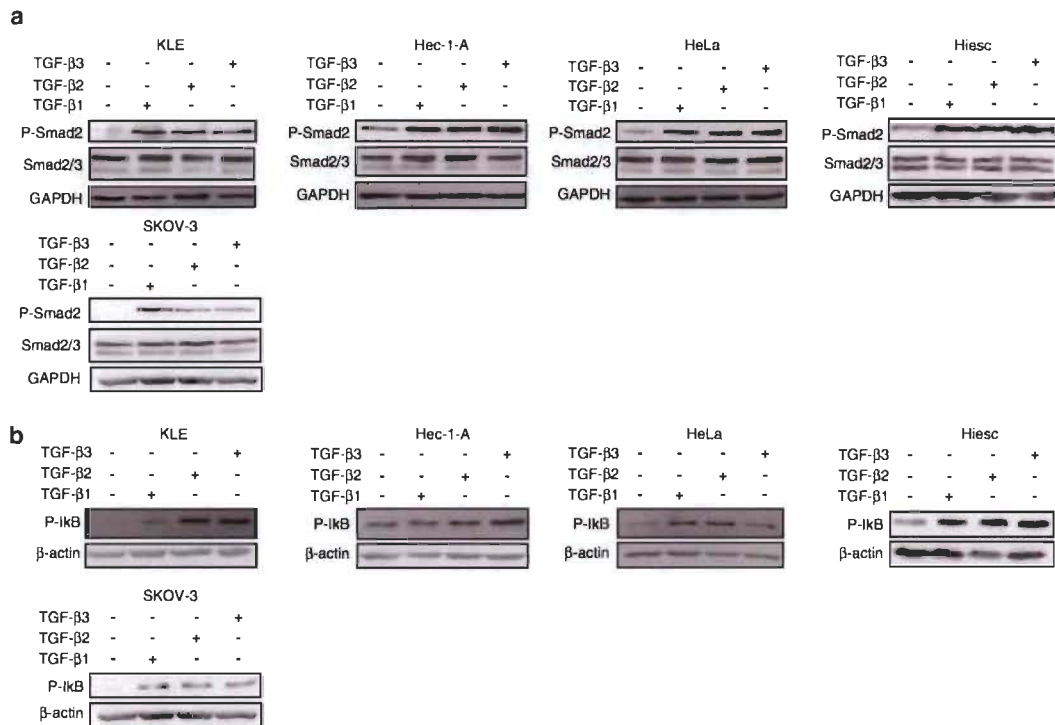 a
KLE
TGF-β3 - - - +
TGF-β2 - - + -
TGF-β1 - + - -
P-Smad2
Smad2/3
GAPDH
Hec-1-A
TGF-β3 - - - +
TGF-β2 - - + -
TGF-β1 - + - -
P-Smad2
Smad2/3
GAPDH
HeLa
TGF-β3 - - - +
TGF-β2 - - + -
TGF-β1 - + - -
P-Smad2
Smad2/3
GAPDH
Hiesc
TGF-β3 - - - +
TGF-β2 - - + -
TGF-β1 - + - -
P-Smad2
Smad2/3
GAPDH
SKOV-3
TGF-β3 - - - +
TGF-β2 - - + -
TGF-β1 - + - -
P-Smad2
Smad2/3
GAPDH
b
KLE
TGF-β3 - - - +
TGF-β2 - - + -
TGF-β1 - + - -
P-IkB
β-actin
Hec-1-A
TGF-β3 - - - +
TGF-β2 - - + -
TGF-β1 - + - -
P-IkB
β-actin
HeLa
TGF-β3 - - - +
TGF-β2 - - + -
TGF-β1 - + - -
P-IkB
β-actin
Hiesc
TGF-β3 - - - +
TGF-β2 - - + -
TGF-β1 - + - -
P-IkB
β-actin
SKOV-3
TGF-β3 - - - +
TGF-β2 - - + -
TGF-β1 - + - -
P-IkB
β-actin